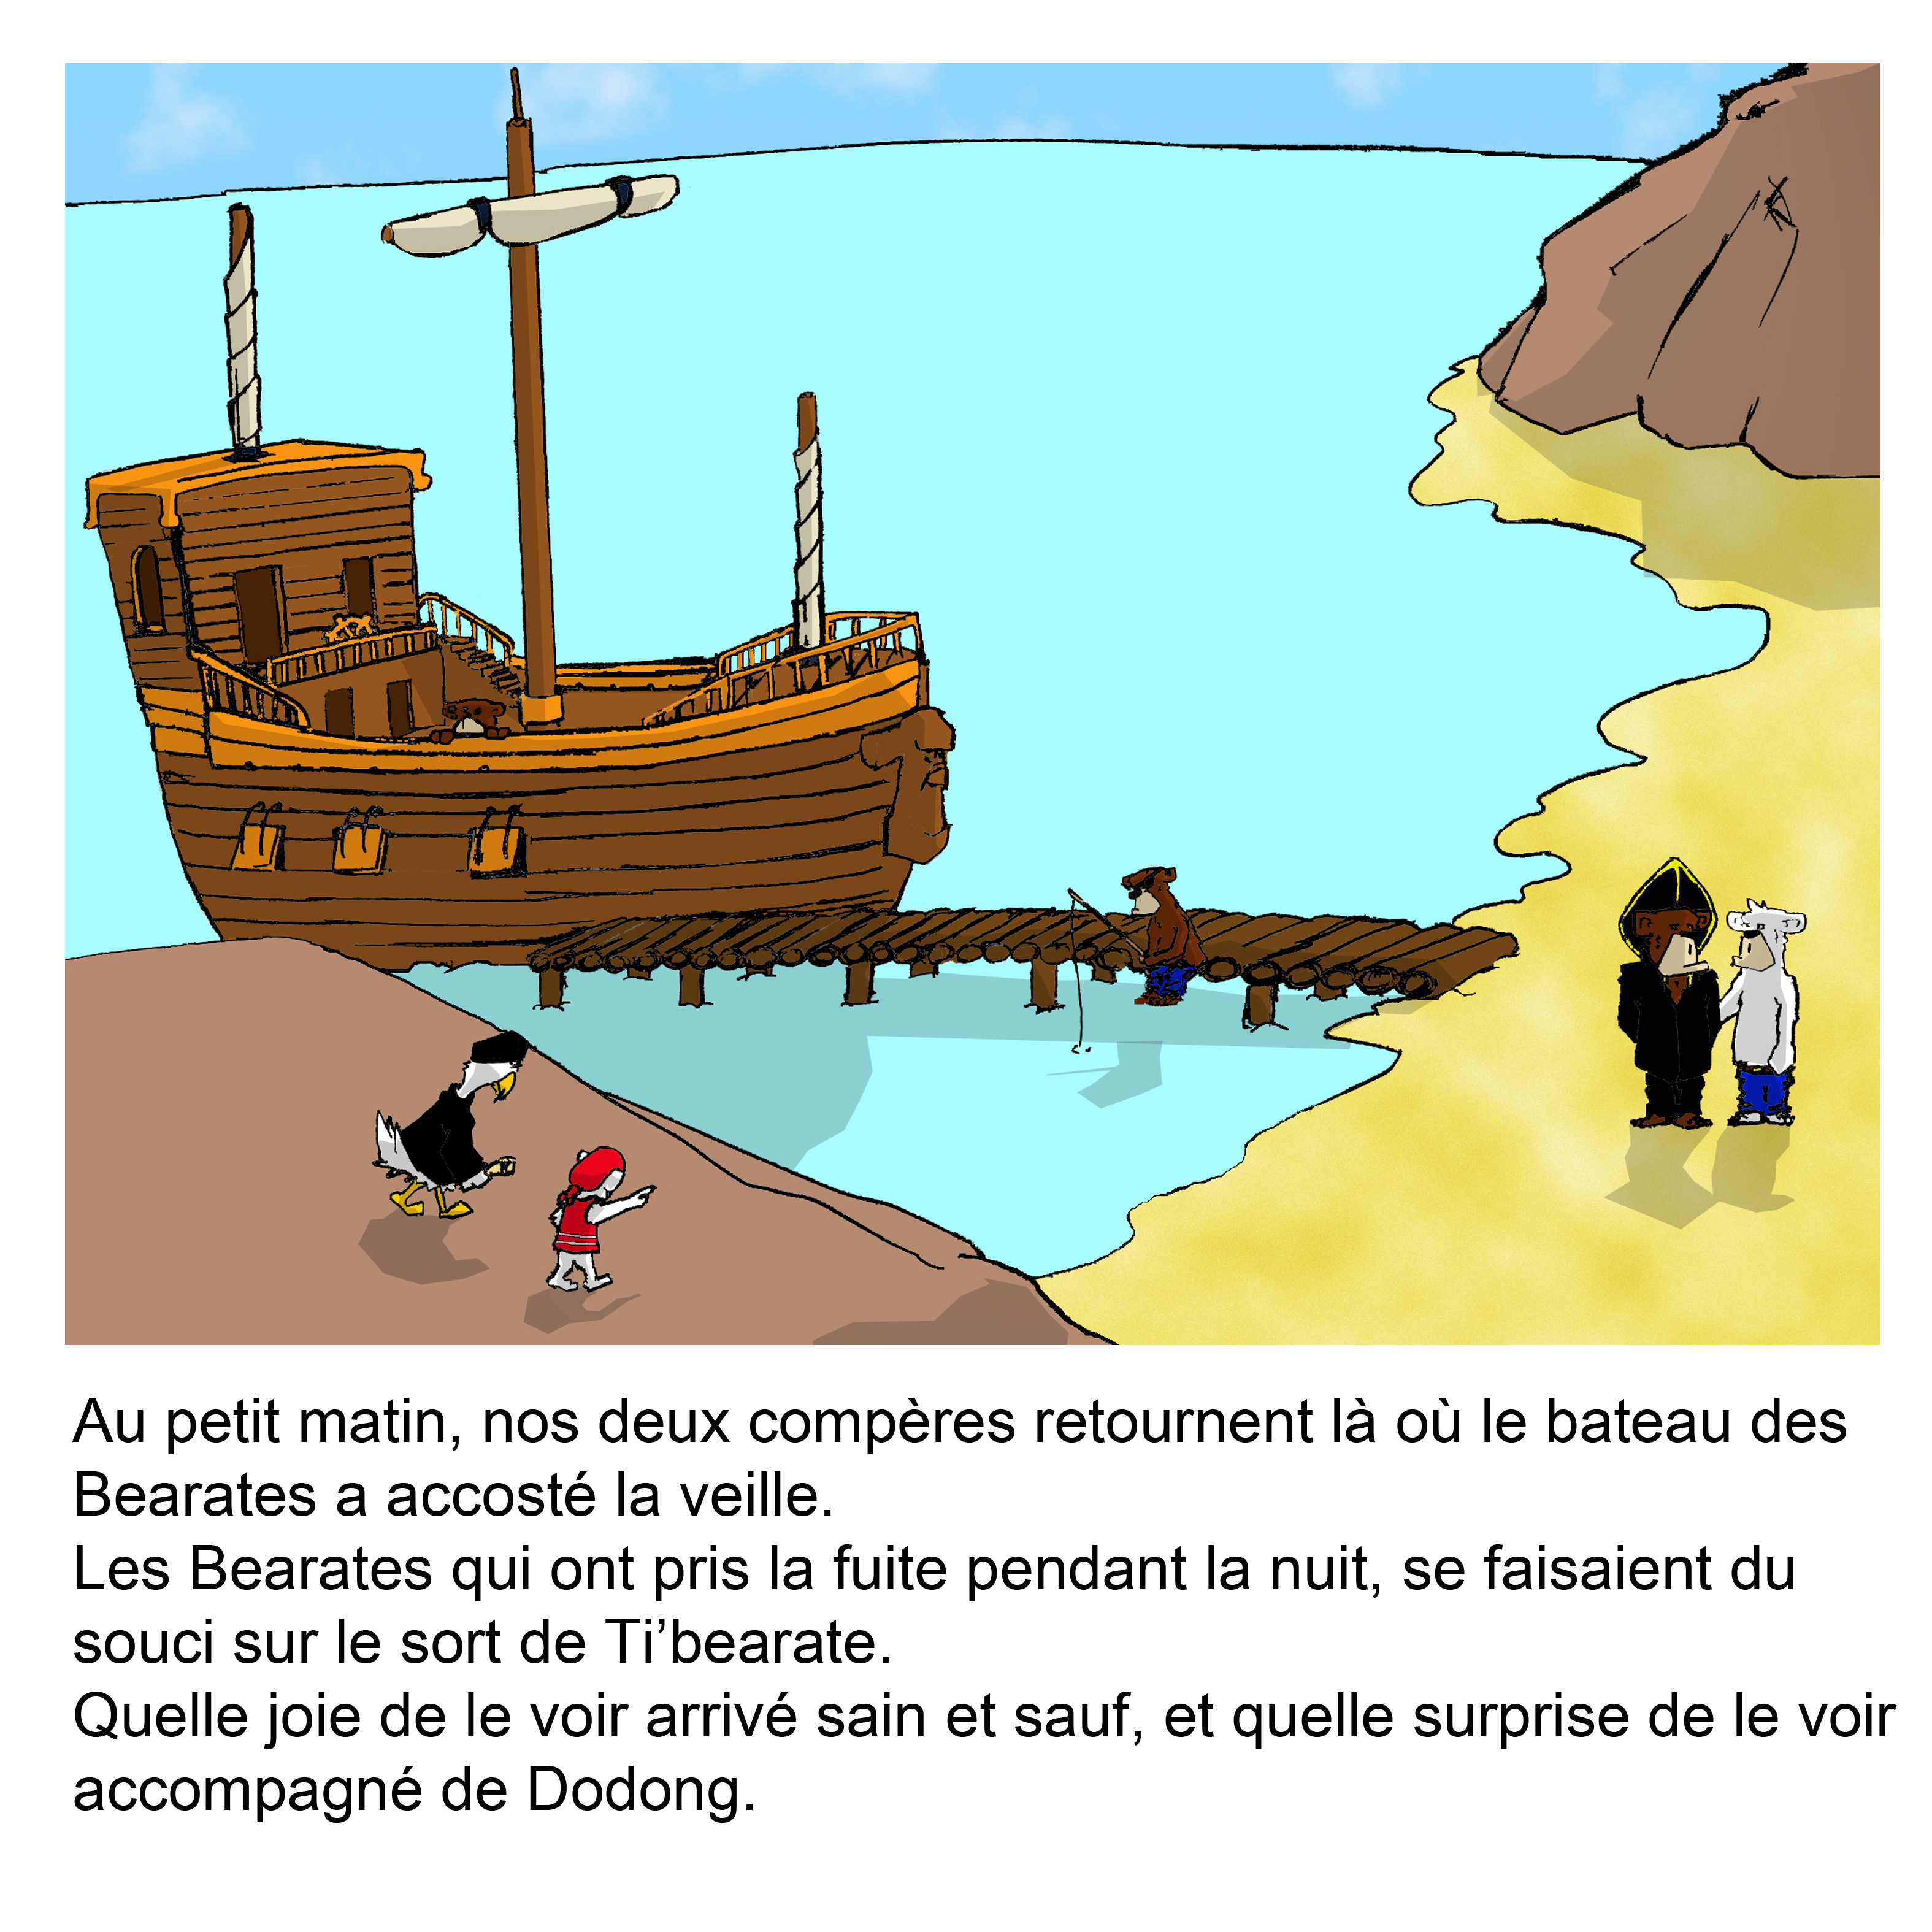 Au petit matin, nos deux compères retournent là où le bateau des
Bearates a accosté la veille.
Les Bearates qui ont pris la fuite pendant la nuit, se faisaient du
souci sur le sort de Ti’bearate.
Quelle joie de le voir arrivé sain et sauf, et quelle surprise de le voir
accompagné de Dodong.